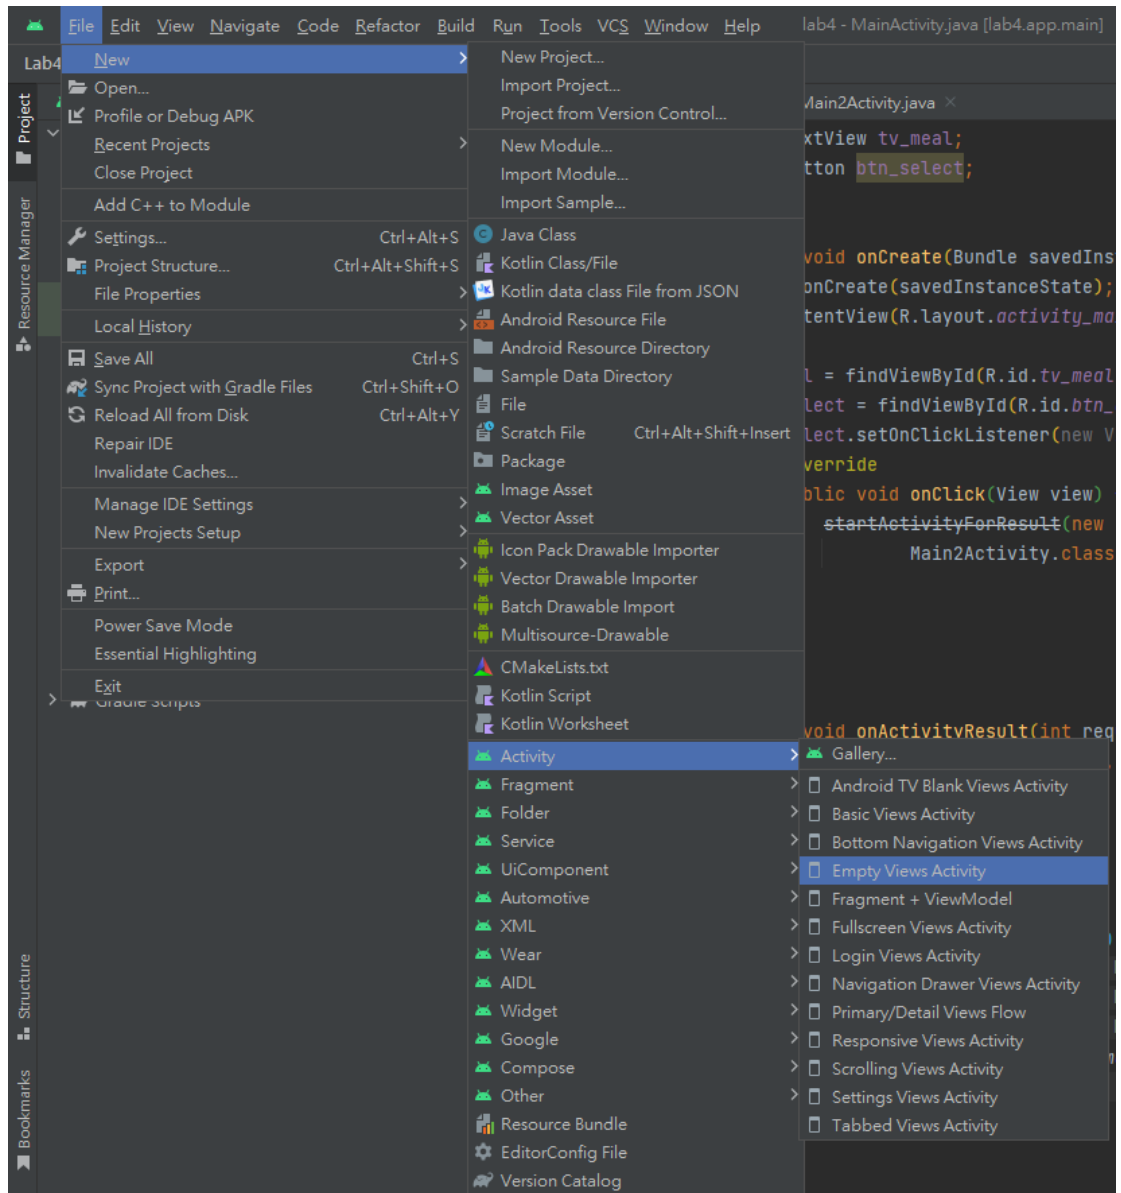 File Edit View Navigate Code Refactor Build Run Tools VCS Window Help lab4 - MainActivity.java [lab4.app.main]
Lab4
Project
Resource Manager
Structure
Bookmarks
New
Open...
Profile or Debug APK
Recent Projects
Close Project
Add C++ to Module
Settings... Ctrl+Alt+S
Project Structure... Ctrl+Alt+Shift+S
File Properties
Local History
Save All Ctrl+S
Sync Project with Gradle Files Ctrl+Shift+O
Reload All from Disk Ctrl+Alt+Y
Repair IDE
Invalidate Caches...
Manage IDE Settings
New Projects Setup
Export
Print...
Power Save Mode
Essential Highlighting
Exit
Gradle Scripts
New Project...
Import Project...
Project from Version Control...
New Module...
Import Module...
Import Sample...
Java Class
Kotlin Class/File
Kotlin data class File from JSON
Android Resource File
Android Resource Directory
Sample Data Directory
File
Scratch File Ctrl+Alt+Shift+Insert
Package
Image Asset
Vector Asset
Icon Pack Drawable Importer
Vector Drawable Importer
Batch Drawable Import
Multisource-Drawable
CMakeLists.txt
Kotlin Script
Kotlin Worksheet
Activity
Fragment
Folder
Service
UiComponent
Automotive
XML
Wear
AIDL
Widget
Google
Compose
Other
Resource Bundle
EditorConfig File
Version Catalog
Main2Activity.java
xtView tv_meal;
tton btn_select;
void onCreate(Bundle savedIns
onCreate(savedInstanceState);
tentView(R.layout.activity_ma
l = findViewById(R.id.tv_meal
lect = findViewById(R.id.btn_
lect.setOnClickListener(new V
verride
blic void onClick(View view)
startActivityForResult(new
Main2Activity.class
void onActivityResult(int req
Gallery...
Android TV Blank Views Activity
Basic Views Activity
Bottom Navigation Views Activity
Empty Views Activity
Fragment + ViewModel
Fullscreen Views Activity
Login Views Activity
Navigation Drawer Views Activity
Primary/Detail Views Flow
Responsive Views Activity
Scrolling Views Activity
Settings Views Activity
Tabbed Views Activity